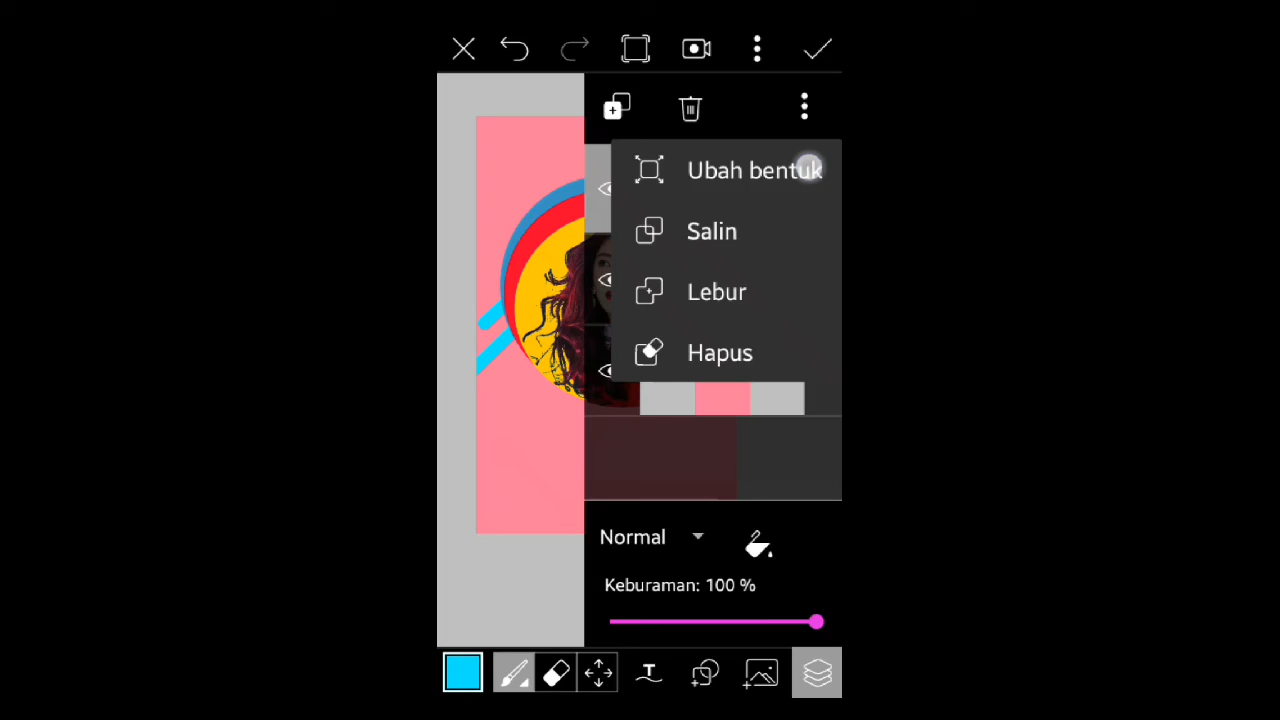 Ubah bentuk
Salin
Lebur
Hapus
Normal
Keburaman: 100 %
T